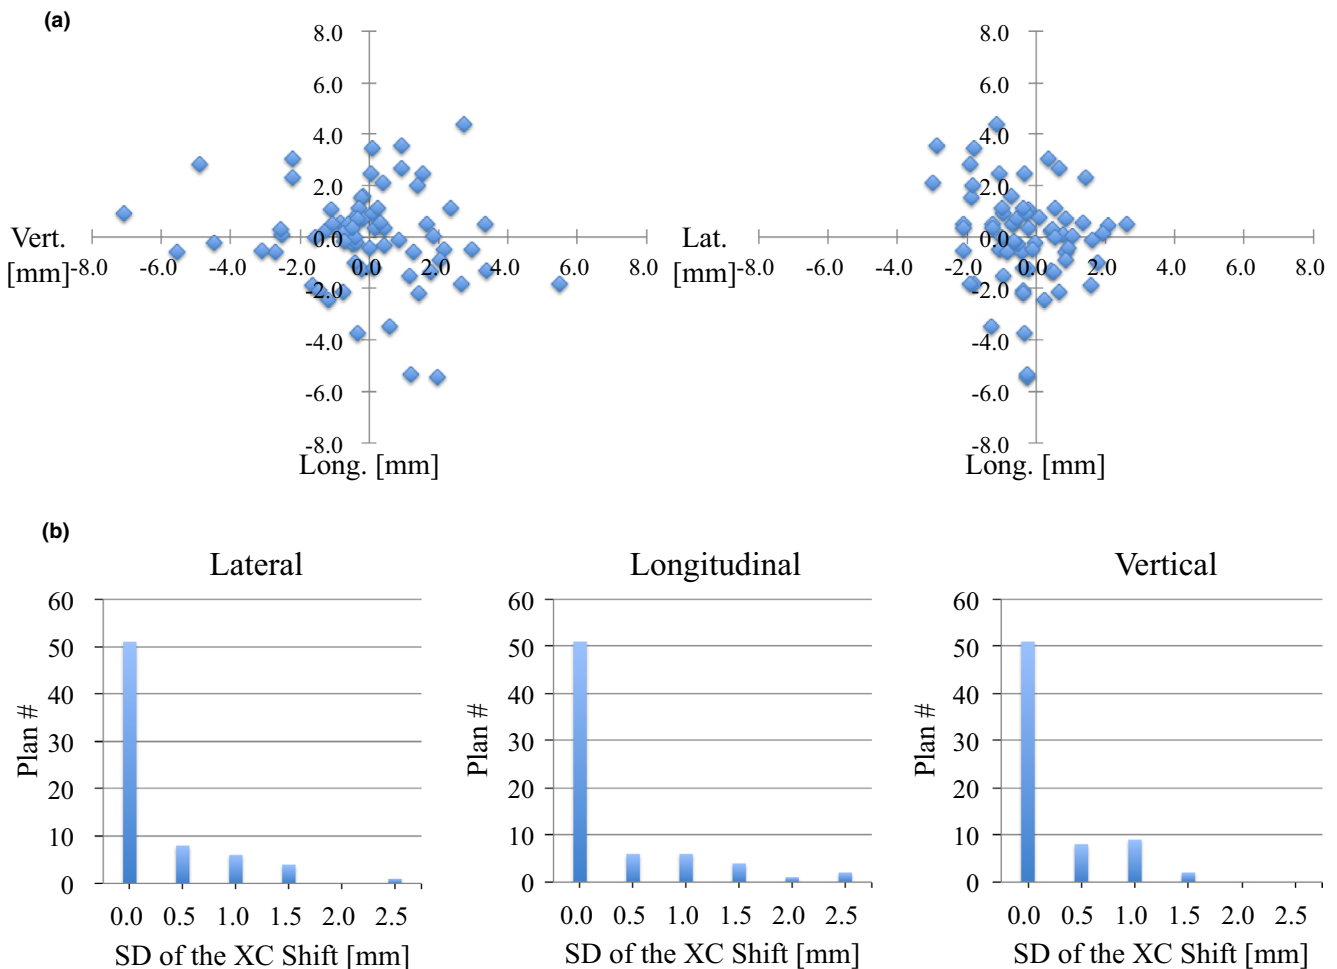 (a)
8.0 8.0
6.0 6.0
4.0 4.0
2.0 2.0
Vert. 0.0 Lat. 0.0
[mm] -8.0 -6.0 -4.0 -2.0 0.0 2.0 4.0 6.0 8.0 [mm] -8.0 -6.0 -4.0 -2.0 0.0 2.0 4.0 6.0 8.0
-2.0 -2.0
-4.0 -4.0
-6.0 -6.0
-8.0 -8.0
Long. [mm] Long. [mm]
(b)
Lateral
60
50
40
30
20
10
0
Plan #
0.0 0.5 1.0 1.5 2.0 2.5
SD of the XC Shift [mm]
Longitudinal
60
50
40
30
20
10
0
Plan #
0.0 0.5 1.0 1.5 2.0 2.5
SD of the XC Shift [mm]
Vertical
60
50
40
30
20
10
0
Plan #
0.0 0.5 1.0 1.5 2.0 2.5
SD of the XC Shift [mm]